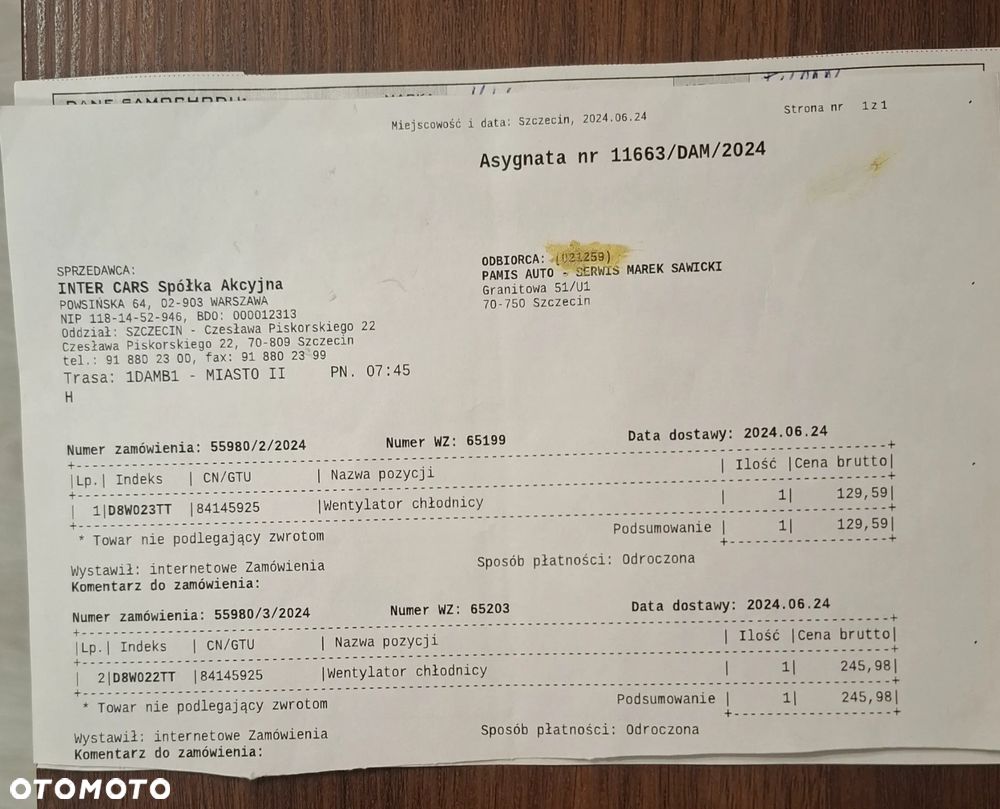 DANE SAMOCHODU:
Miejscowość i data: Szczecin, 2024.06.24
Strona nr 1z1
Asygnata nr 11663/DAM/2024
SPRZEDAWCA:
INTER CARS Spółka Akcyjna
POWSIŃSKA 64, 02-903 WARSZAWA
NIP 118-14-52-946, BDO: 000012313
Oddział: SZCZECIN - Czesława Piskorskiego 22
Czesława Piskorskiego 22, 70-809 Szczecin
tel.: 91 880 23 00, fax: 91 880 23 99
Trasa: 1DAMB1 - MIASTO II PN. 07:45
H
ODBIORCA: (021259)
PAMIS AUTO - SERWIS MAREK SAWICKI
Granitowa 51/U1
70-750 Szczecin
Numer zamówienia: 55980/2/2024 Numer WZ: 65199 Data dostawy: 2024.06.24
|Lp.| Indeks | CN/GTU | Nazwa pozycji | Ilość |Cena brutto|
| 1|D8W023TT |84145925 |Wentylator chłodnicy | 1| 129,59|
Podsumowanie | 1| 129,59|
* Towar nie podlegający zwrotom
Wystawił: internetowe Zamówienia Sposób płatności: Odroczona
Komentarz do zamówienia:
Numer zamówienia: 55980/3/2024 Numer WZ: 65203 Data dostawy: 2024.06.24
|Lp.| Indeks | CN/GTU | Nazwa pozycji | Ilość |Cena brutto|
| 2|D8W022TT |84145925 |Wentylator chłodnicy | 1| 245,98|
Podsumowanie | 1| 245,98|
* Towar nie podlegający zwrotom
Wystawił: internetowe Zamówienia Sposób płatności: Odroczona
Komentarz do zamówienia:
OTOMOTO